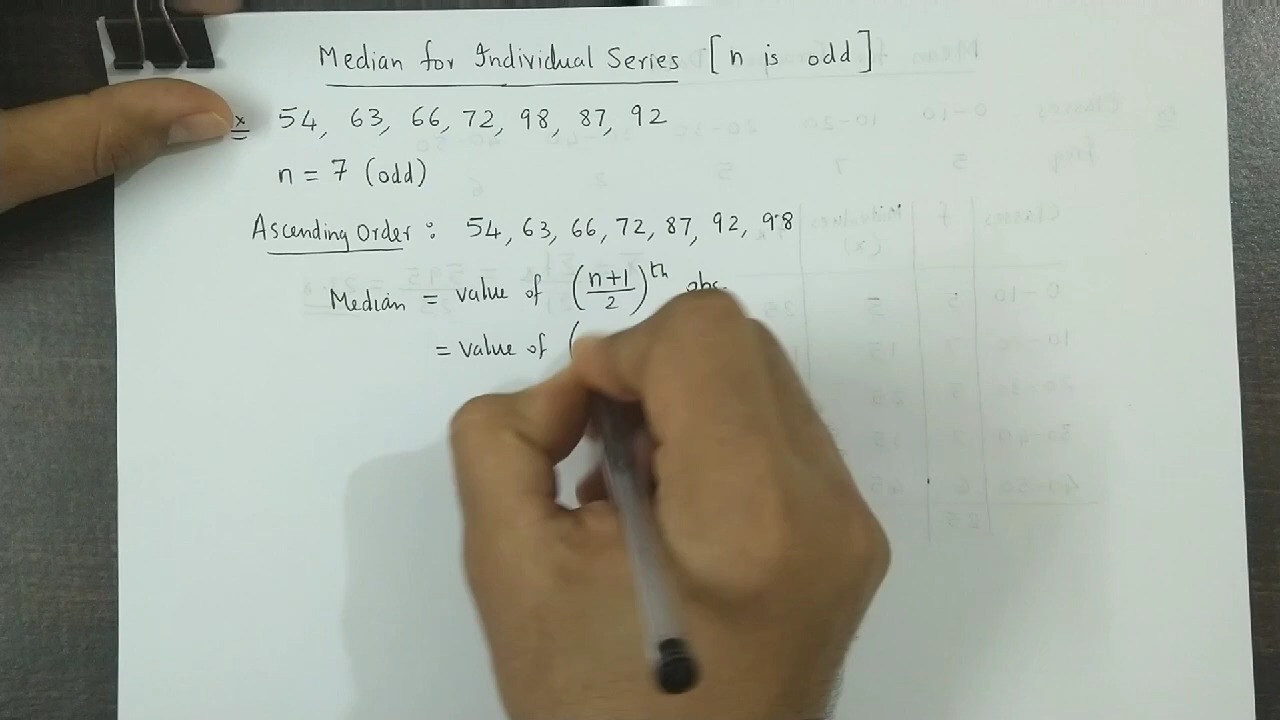 Median for Individual Series [n is odd]
x 54, 63, 66, 72, 98, 87, 92
n = 7 (odd)
Ascending Order : 54, 63, 66, 72, 87, 92, 98
Median = value of (n+1/2)th obs.
= value of (